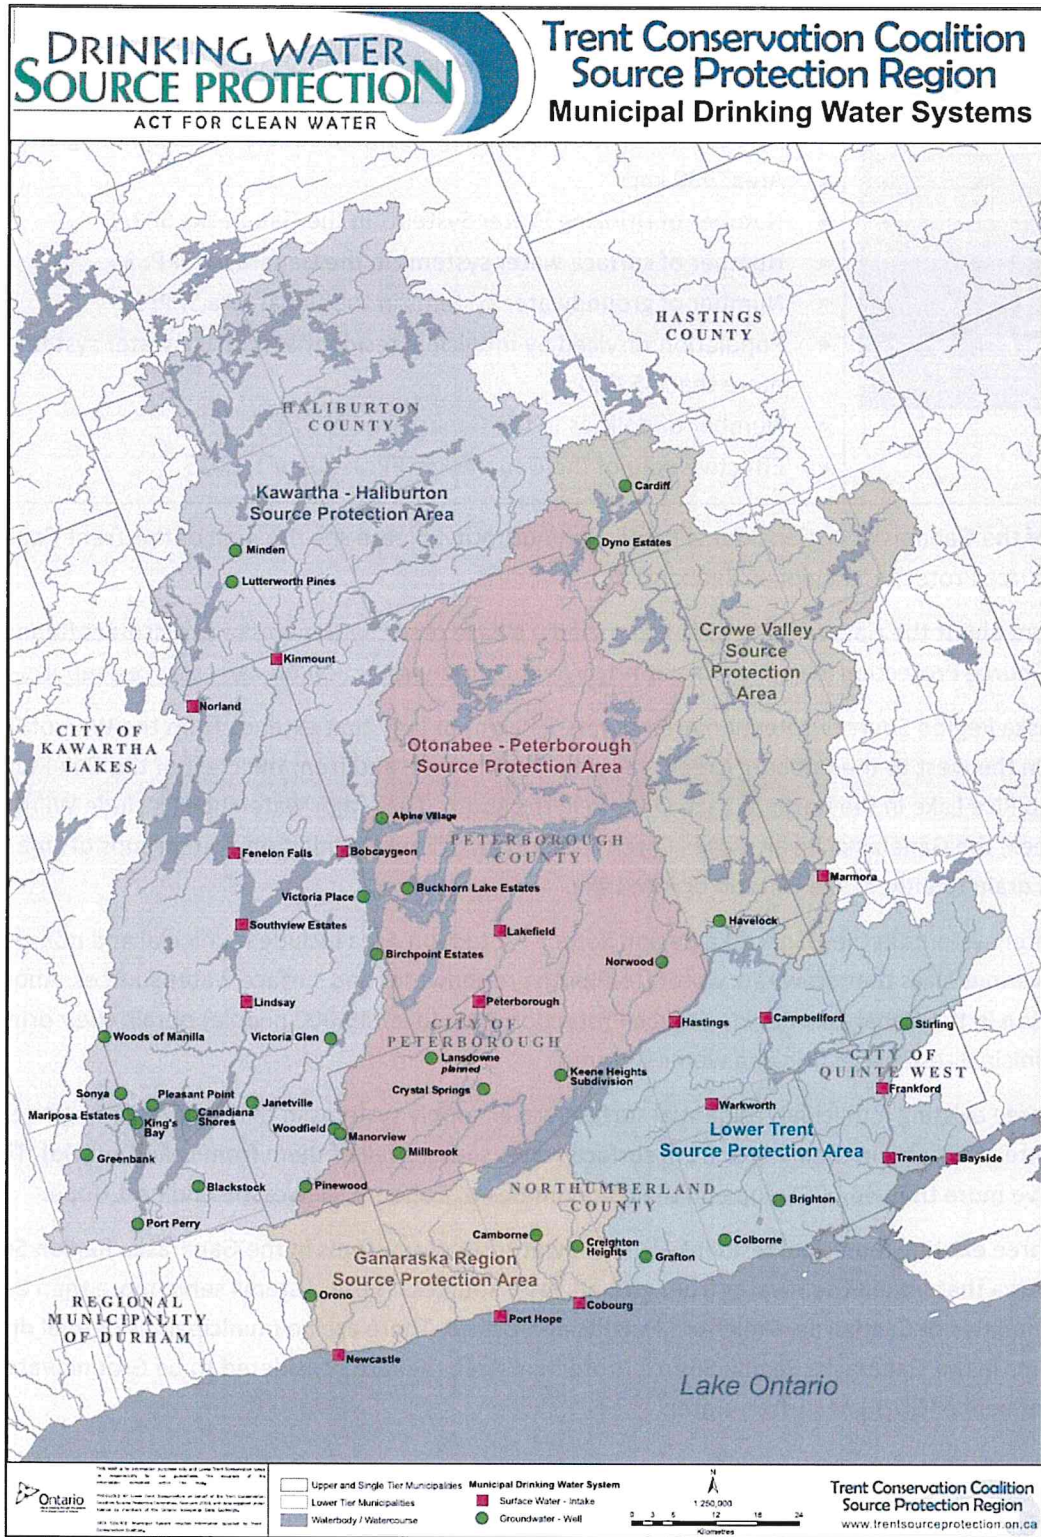 DRINKING WATER
SOURCE PROTECTION
ACT FOR CLEAN WATER
Trent Conservation Coalition
Source Protection Region
Municipal Drinking Water Systems
HASTINGS
COUNTY
HALIBURTON
COUNTY
Kawartha - Haliburton
Source Protection Area
Cardiff
Dyno Estates
Minden
Lutterworth Pines
Crowe Valley
Source
Protection
Area
Kinmount
Norland
CITY OF
KAWARTHA
LAKES
Otonabee - Peterborough
Source Protection Area
Alpine Village
PETERBOROUGH
COUNTY
Fenelon Falls
Bobcaygeon
Marmora
Buckhorn Lake Estates
Victoria Place
Southview Estates
Lakefield
Havelock
Birchpoint Estates
Norwood
Lindsay
Peterborough
Hastings
Campbellford
Stirling
CITY OF
PETERBOROUGH
Woods of Manilla
Victoria Glen
Lansdowne
planned
CITY OF
QUINTE WEST
Keene Heights
Subdivision
Crystal Springs
Frankford
Sonya
Pleasant Point
Janetville
Mariposa Estates
King's
Bay
Canadiana
Shores
Warkworth
Woodfield
Manorview
Lower Trent
Source Protection Area
Greenbank
Millbrook
Trenton
Bayside
Blackstock
Pinewood
NORTHUMBERLAND
COUNTY
Brighton
Port Perry
Camborne
Creighton
Heights
Colborne
Grafton
Ganaraska Region
Source Protection Area
Orono
REGIONAL
MUNICIPALITY
OF DURHAM
Cobourg
Port Hope
Newcastle
Lake Ontario
Ontario
Upper and Single Tier Municipalities
Lower Tier Municipalities
Waterbody / Watercourse
Municipal Drinking Water System
Surface Water - Intake
Groundwater - Well
N
1:250,000
0 3 6 12 18 24
Kilometres
Trent Conservation Coalition
Source Protection Region
www.trentsourceprotection.on.ca